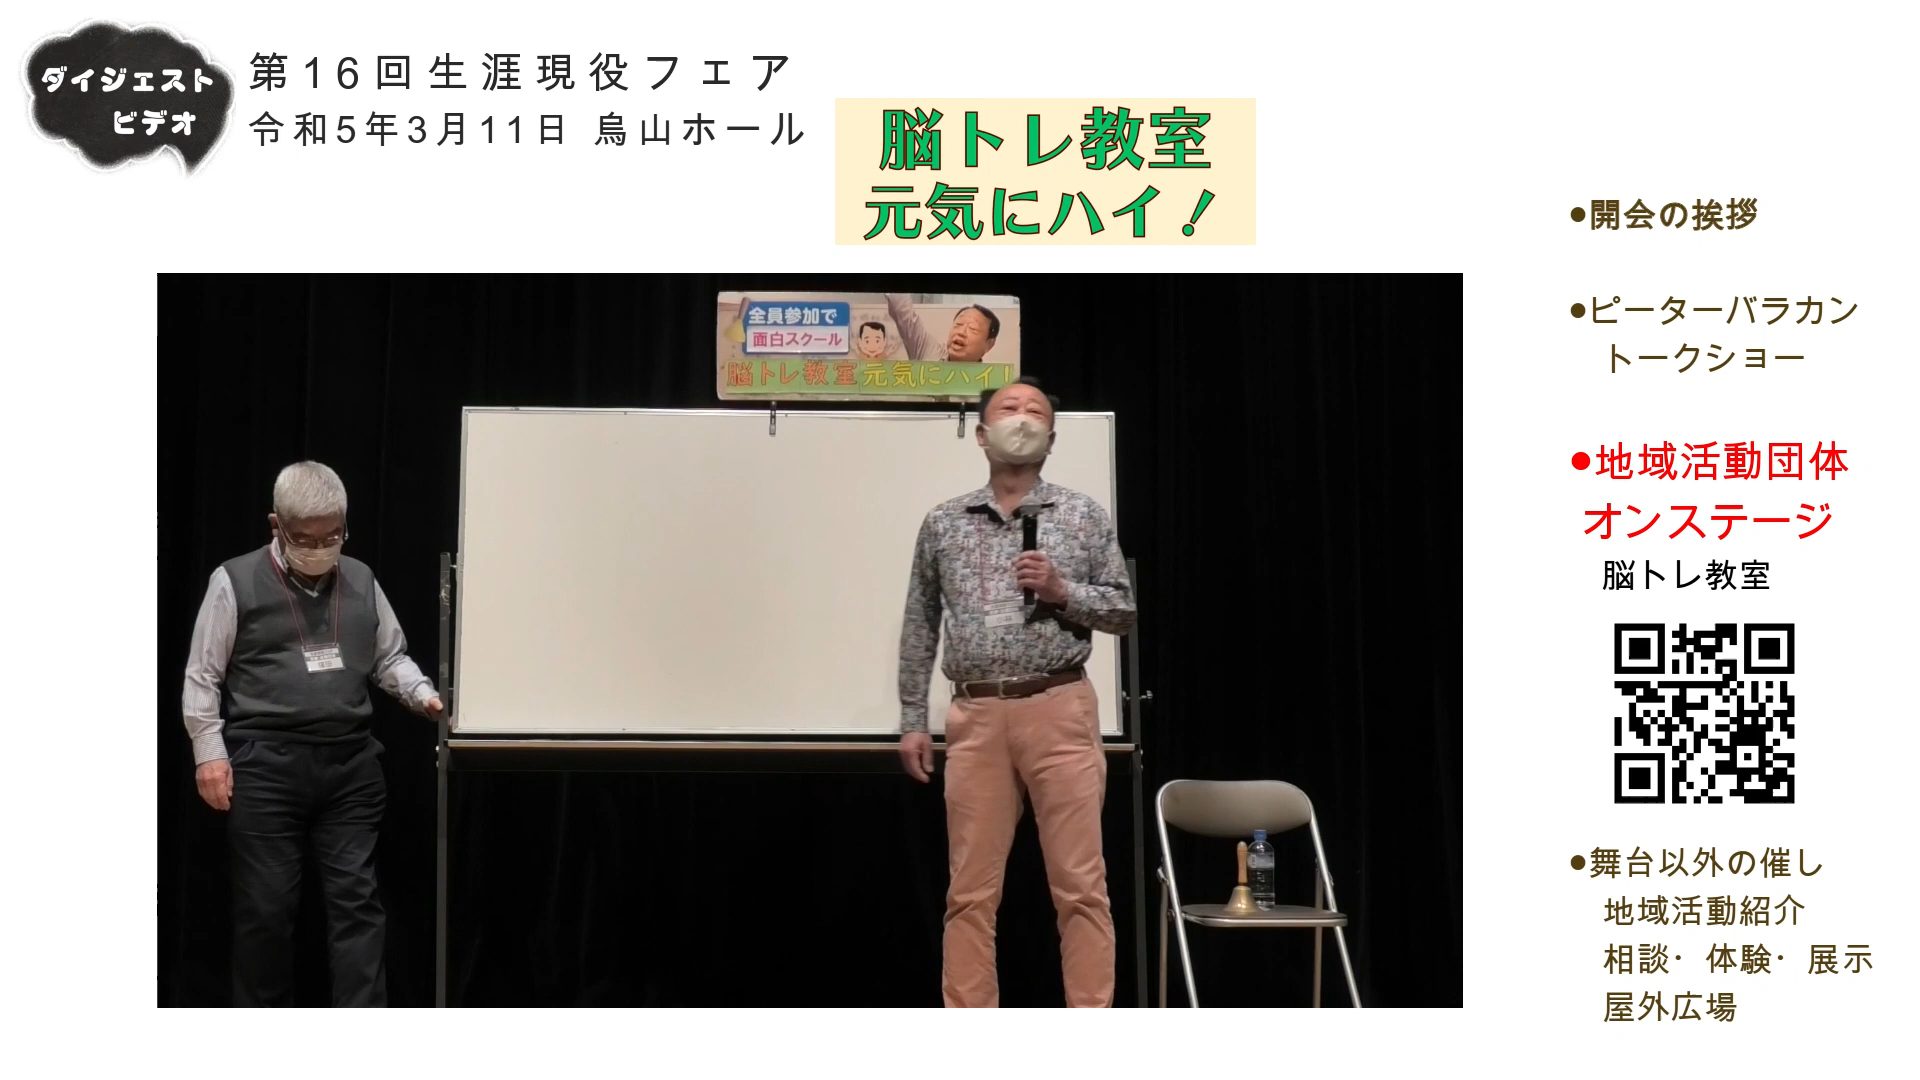 ダイジェスト
ビデオ
第16回生涯現役フェア
令和5年3月11日 烏山ホール
脳トレ教室
元気にハイ！
全員参加で
面白スクール
脳トレ教室元気にハイ！
●開会の挨拶
●ピーターバラカン
トークショー
●地域活動団体
オンステージ
脳トレ教室
●舞台以外の催し
地域活動紹介
相談・体験・展示
屋外広場